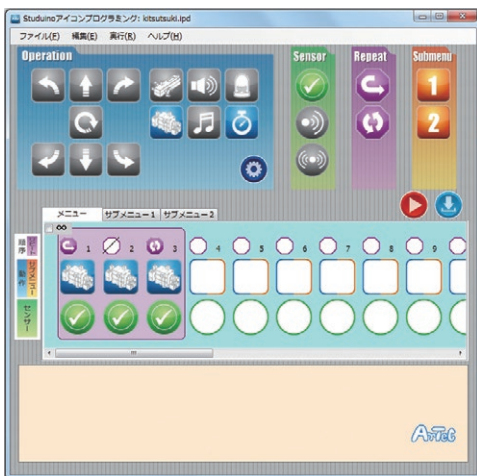 Studuinoアイコンプログラミング: kitsutsuki.ipd
ファイル(F) 編集(E) 実行(R) ヘルプ(H)
Operation
Sensor
Repeat
Submenu
1
2
メニュー サブメニュー1 サブメニュー2
∞
順序
リピート
1 2 3 4 5 6 7 8 9
動作
サブメニュー
センサー
ArTec